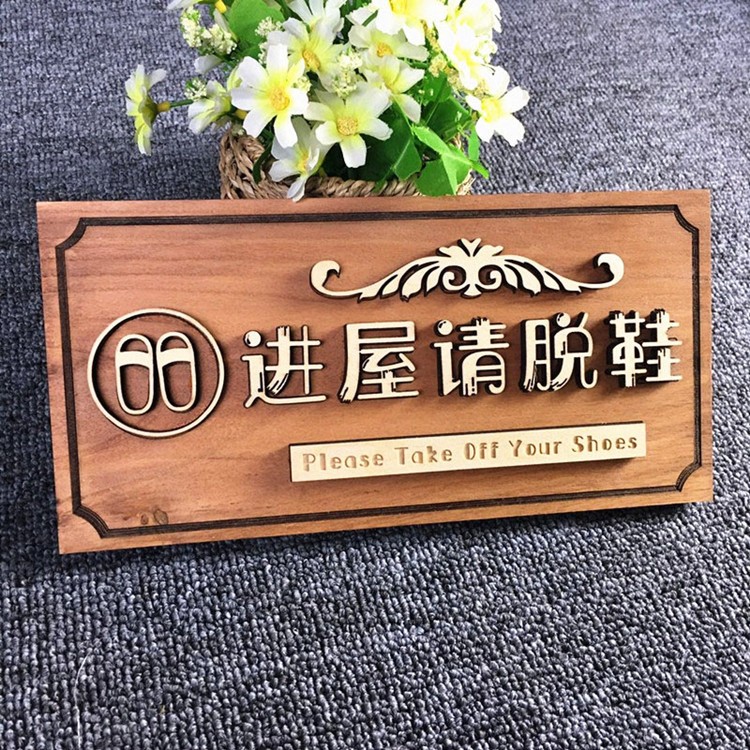 进屋请脱鞋
Please Take Off Your Shoes